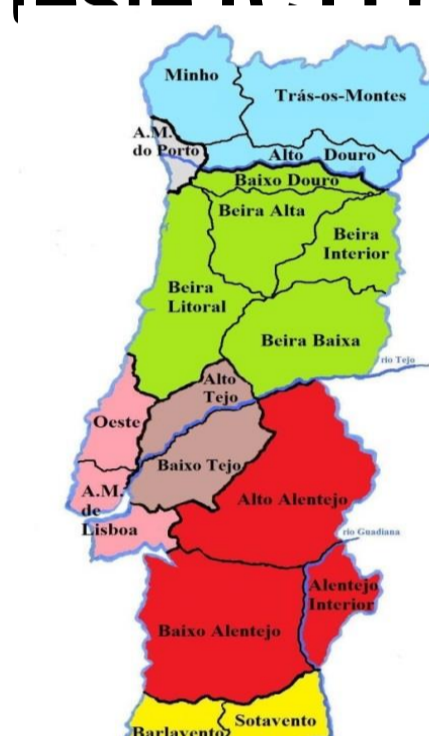 Minho
Trás-os-Montes
A.M.
do Porto
Alto Douro
Baixo Douro
Beira Alta
Beira
Interior
Beira
Litoral
Beira Baixa
rio Tejo
Alto
Tejo
Oeste
Baixo Tejo
A.M.
de
Lisboa
Alto Alentejo
rio Guadiana
Alentejo
Interior
Baixo Alentejo
Sotavento
Barlavento